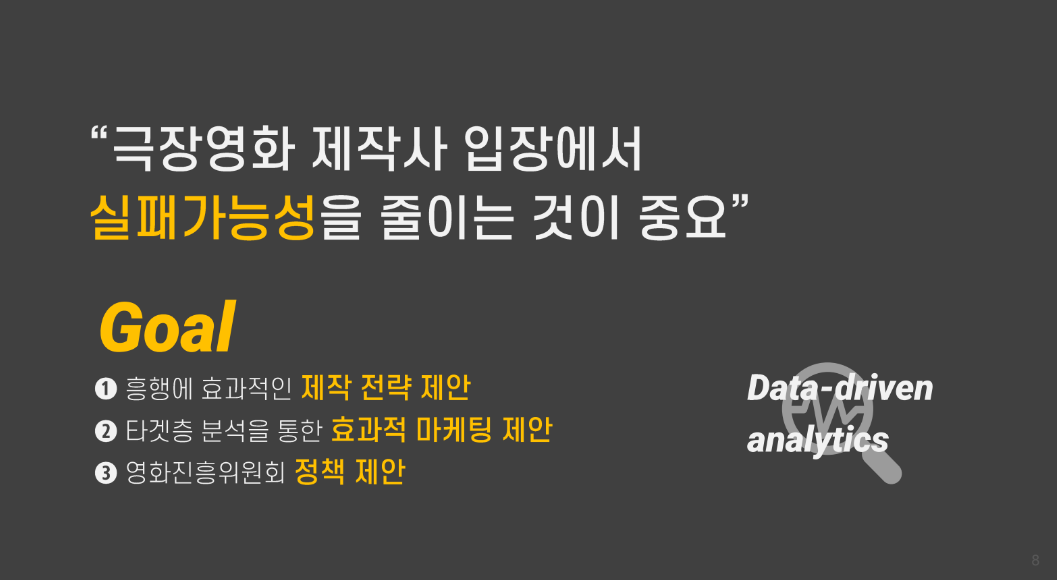 “극장영화 제작사 입장에서
실패가능성을 줄이는 것이 중요”
Goal
❶ 흥행에 효과적인 제작 전략 제안
❷ 타겟층 분석을 통한 효과적 마케팅 제안
❸ 영화진흥위원회 정책 제안
Data-driven
analytics
8